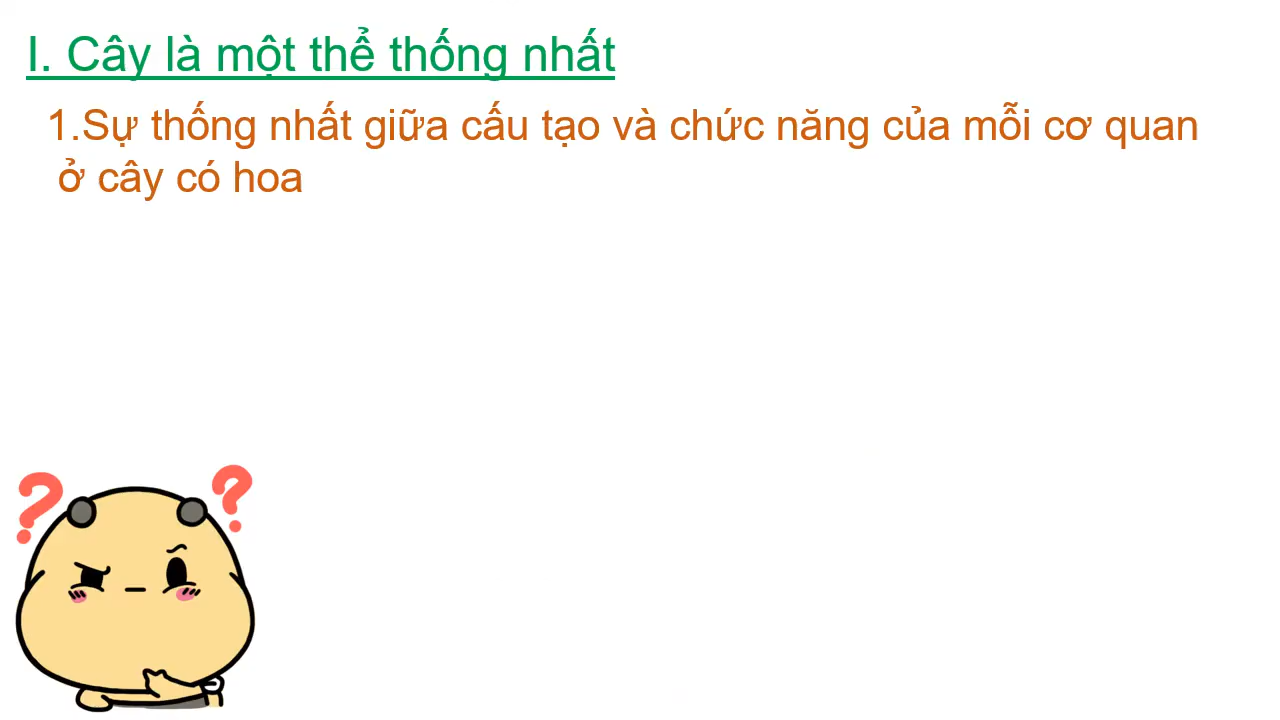 I. Cây là một thể thống nhất
1.Sự thống nhất giữa cấu tạo và chức năng của mỗi cơ quan
ở cây có hoa